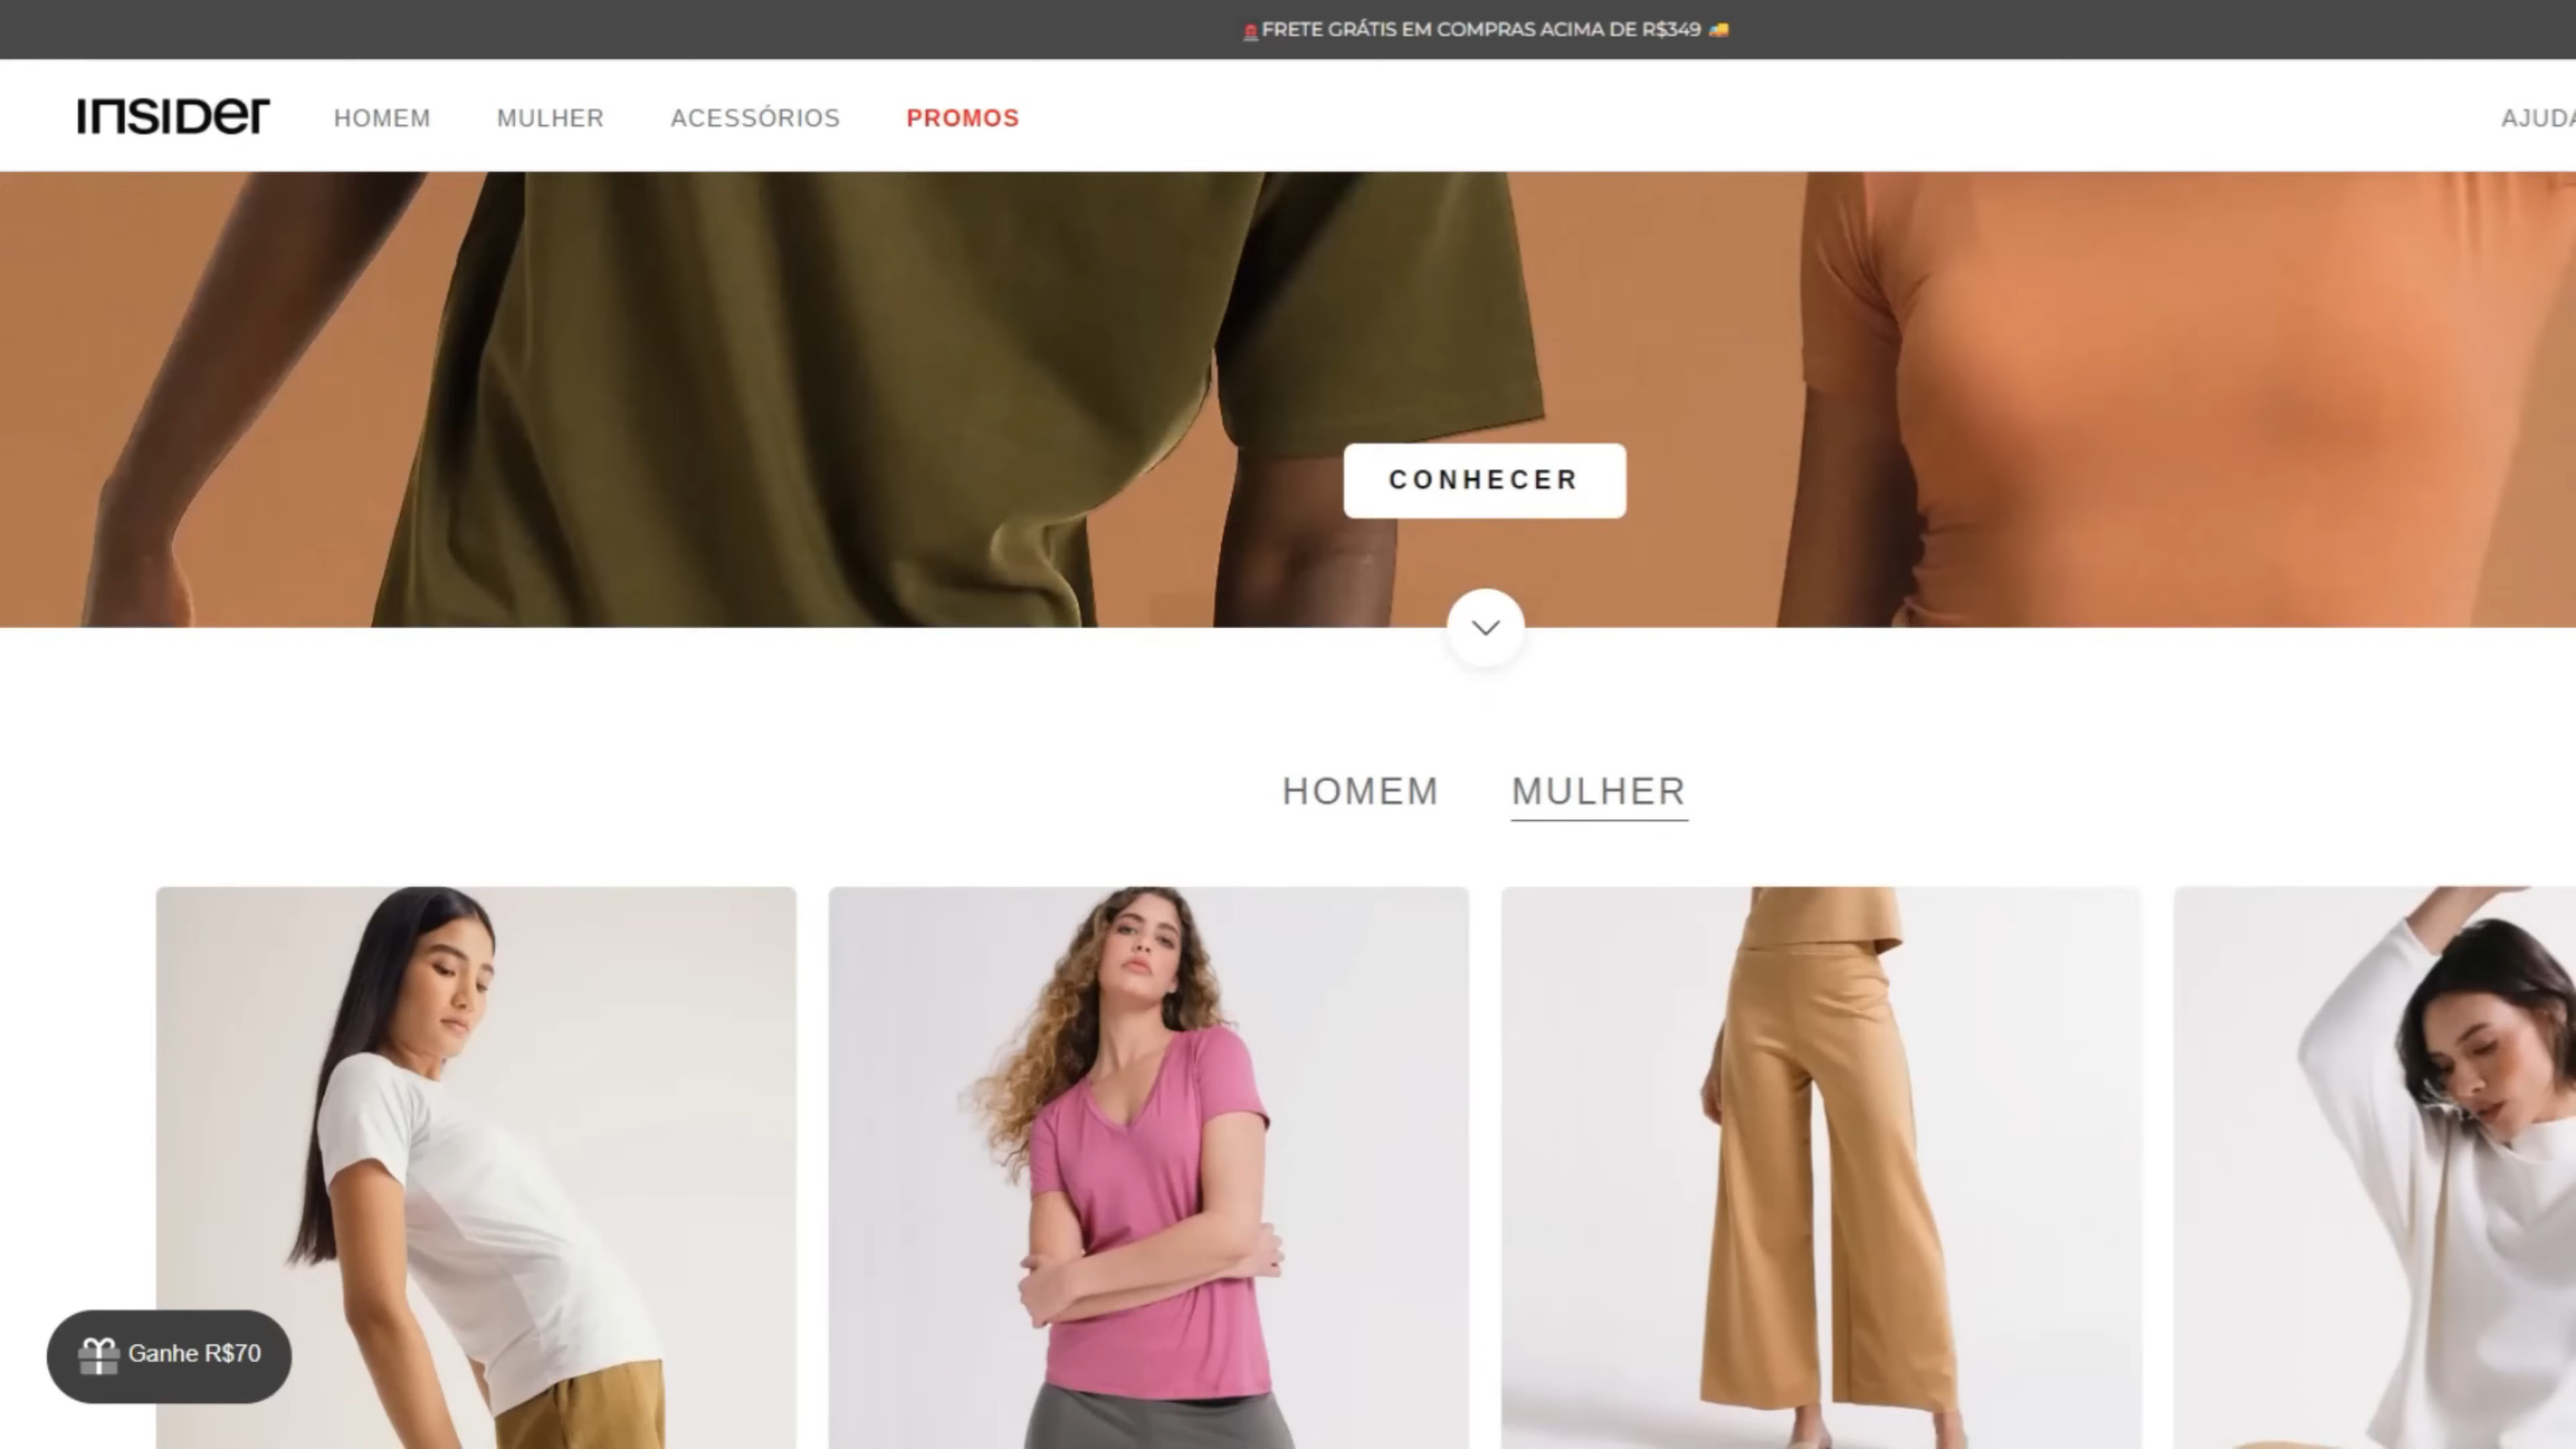 🚨FRETE GRÁTIS EM COMPRAS ACIMA DE R$349 🚚
INSIDER
HOMEM
MULHER
ACESSÓRIOS
PROMOS
CONHECER
HOMEM
MULHER
Ganhe R$70